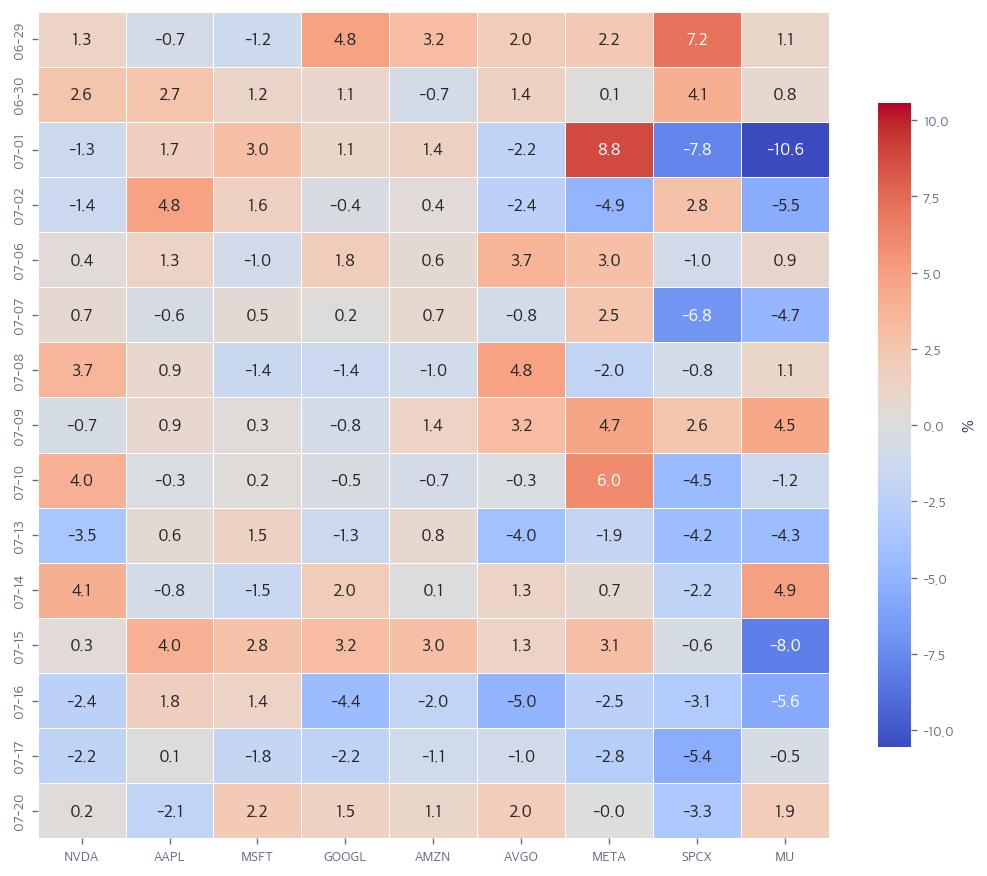 06-29 1.3 -0.7 -1.2 4.8 3.2 2.0 2.2 7.2 1.1
06-30 2.6 2.7 1.2 1.1 -0.7 1.4 0.1 4.1 0.8
07-01 -1.3 1.7 3.0 1.1 1.4 -2.2 8.8 -7.8 -10.6
07-02 -1.4 4.8 1.6 -0.4 0.4 -2.4 -4.9 2.8 -5.5
07-06 0.4 1.3 -1.0 1.8 0.6 3.7 3.0 -1.0 0.9
07-07 0.7 -0.6 0.5 0.2 0.7 -0.8 2.5 -6.8 -4.7
07-08 3.7 0.9 -1.4 -1.4 -1.0 4.8 -2.0 -0.8 1.1
07-09 -0.7 0.9 0.3 -0.8 1.4 3.2 4.7 2.6 4.5
07-10 4.0 -0.3 0.2 -0.5 -0.7 -0.3 6.0 -4.5 -1.2
07-13 -3.5 0.6 1.5 -1.3 0.8 -4.0 -1.9 -4.2 -4.3
07-14 4.1 -0.8 -1.5 2.0 0.1 1.3 0.7 -2.2 4.9
07-15 0.3 4.0 2.8 3.2 3.0 1.3 3.1 -0.6 -8.0
07-16 -2.4 1.8 1.4 -4.4 -2.0 -5.0 -2.5 -3.1 -5.6
07-17 -2.2 0.1 -1.8 -2.2 -1.1 -1.0 -2.8 -5.4 -0.5
07-20 0.2 -2.1 2.2 1.5 1.1 2.0 -0.0 -3.3 1.9
NVDA AAPL MSFT GOOGL AMZN AVGO META SPCX MU
10.0
7.5
5.0
2.5
0.0
-2.5
-5.0
-7.5
-10.0
%